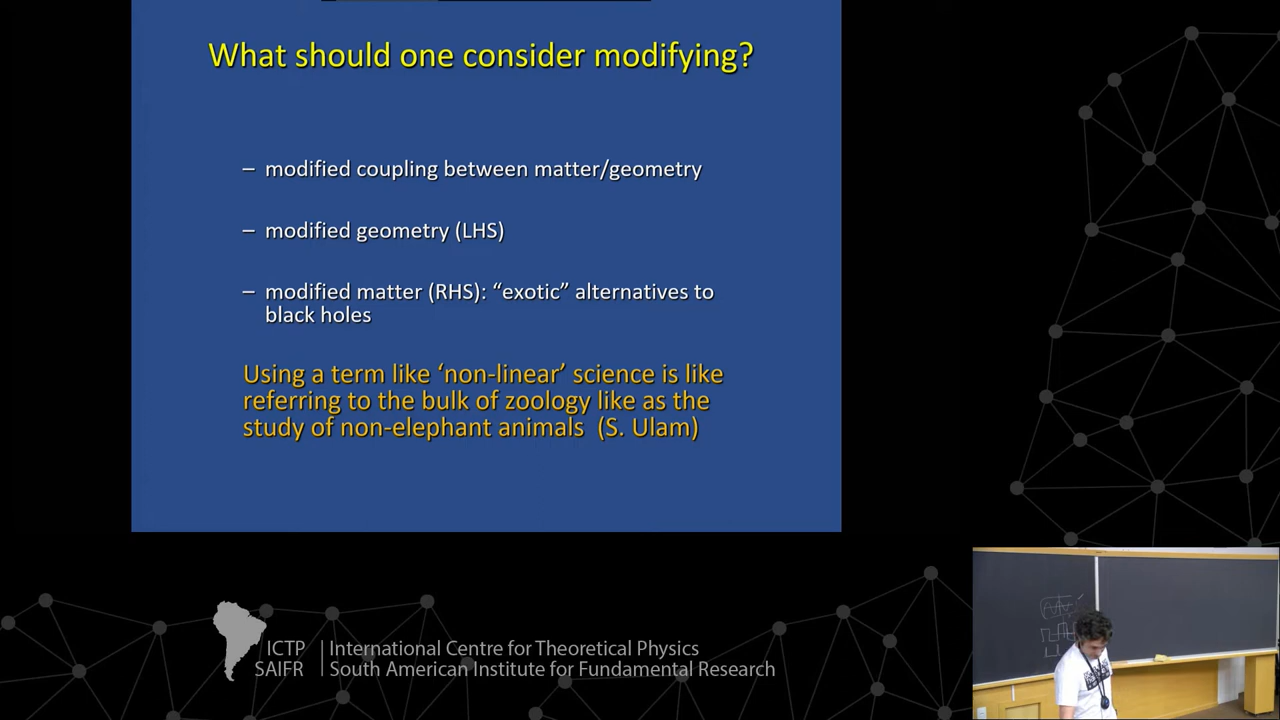 What should one consider modifying?
– modified coupling between matter/geometry
– modified geometry (LHS)
– modified matter (RHS): “exotic” alternatives to
black holes
Using a term like ‘non-linear’ science is like
referring to the bulk of zoology like as the
study of non-elephant animals (S. Ulam)
ICTP
SAIFR
International Centre for Theoretical Physics
South American Institute for Fundamental Research